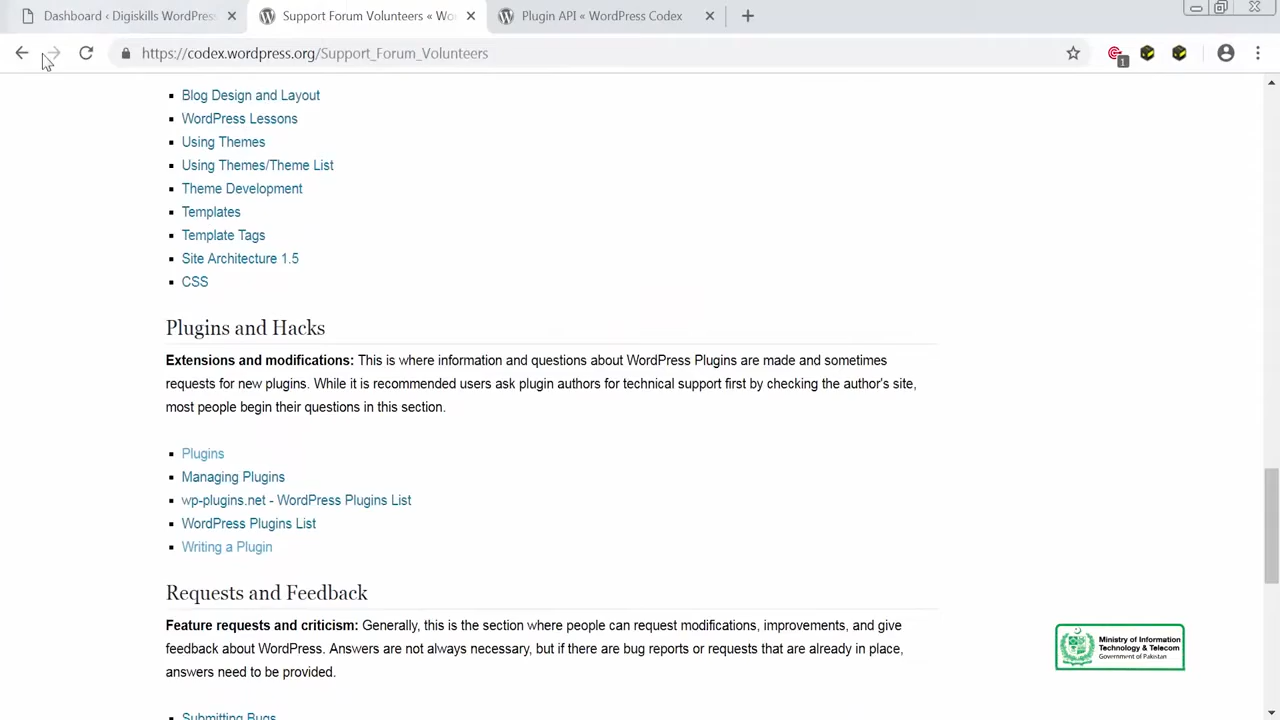 Dashboard ‹ Digiskills WordPress
Support Forum Volunteers « Wo
Plugin API « WordPress Codex
https://codex.wordpress.org/Support_Forum_Volunteers
1
Blog Design and Layout
WordPress Lessons
Using Themes
Using Themes/Theme List
Theme Development
Templates
Template Tags
Site Architecture 1.5
CSS
Plugins and Hacks
Extensions and modifications: This is where information and questions about WordPress Plugins are made and sometimes
requests for new plugins. While it is recommended users ask plugin authors for technical support first by checking the author's site,
most people begin their questions in this section.
Plugins
Managing Plugins
wp-plugins.net - WordPress Plugins List
WordPress Plugins List
Writing a Plugin
Requests and Feedback
Feature requests and criticism: Generally, this is the section where people can request modifications, improvements, and give
feedback about WordPress. Answers are not always necessary, but if there are bug reports or requests that are already in place,
answers need to be provided.
Submitting Bugs
Ministry of Information
Technology & Telecom
Government of Pakistan